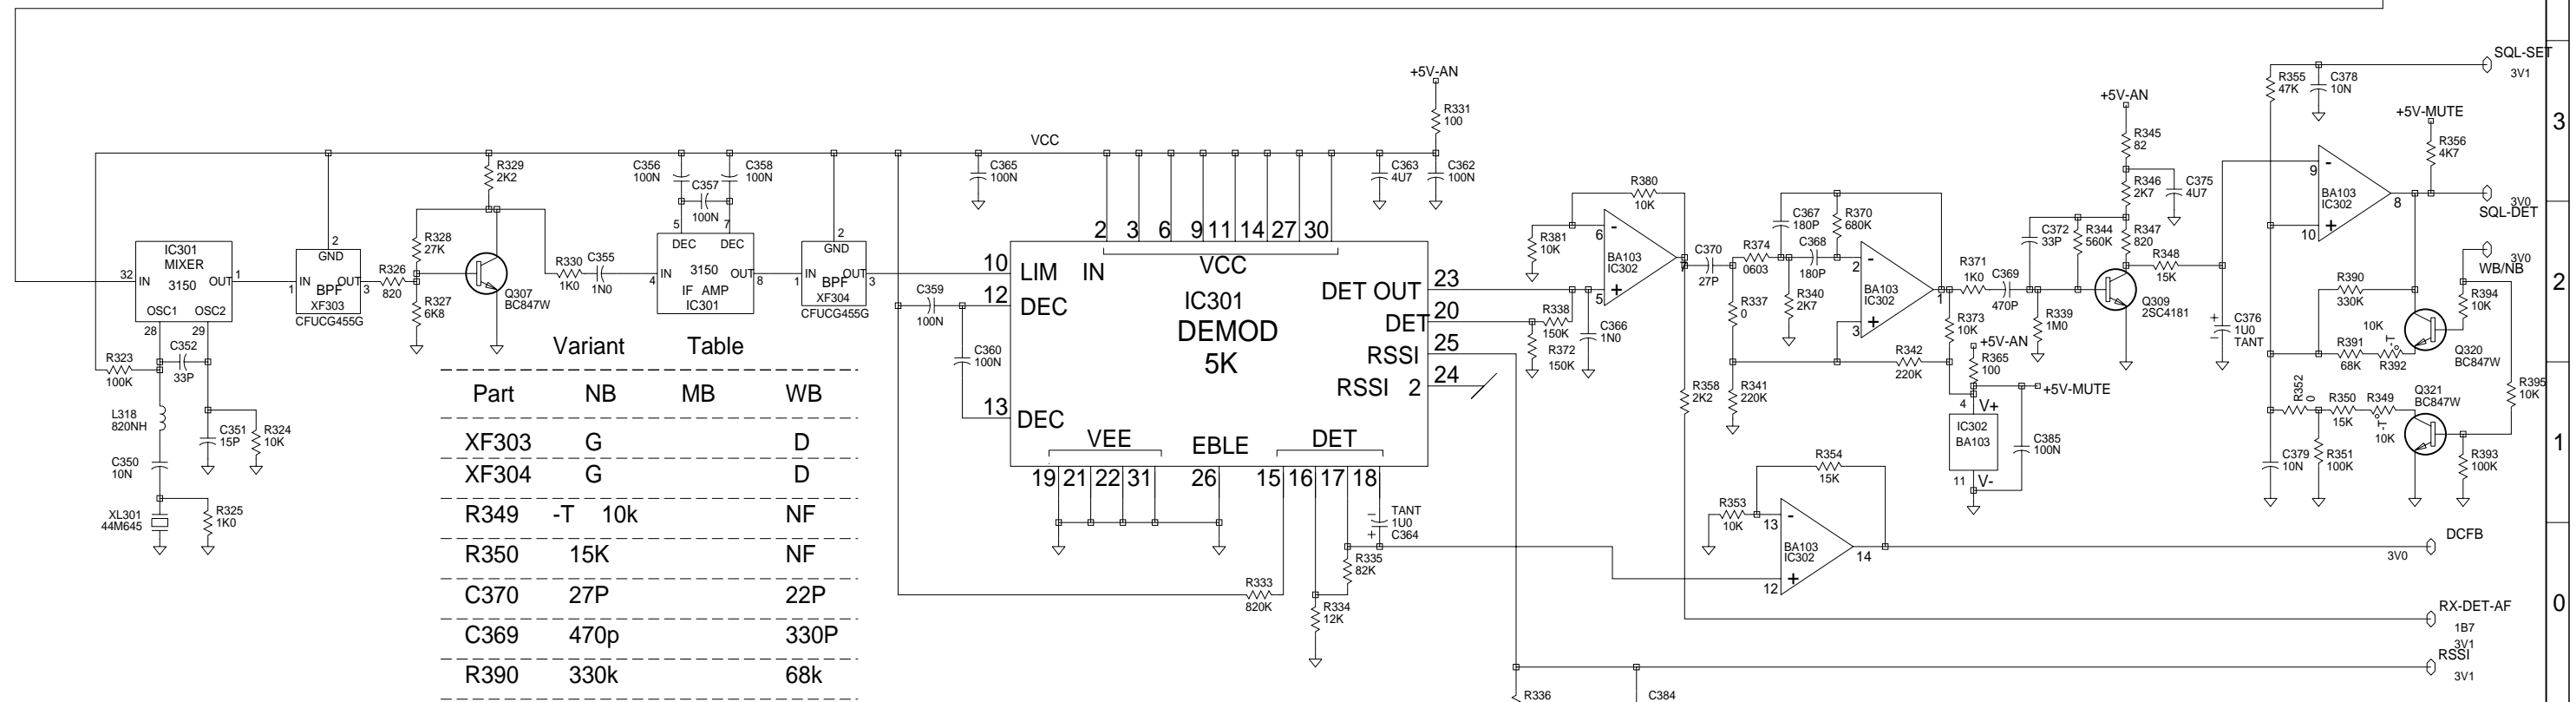 SQL-SET
3V1
R355
47K
C378
10N
+5V-AN
R331
100
VCC
+5V-AN
R345
82
+5V-MUTE
R356
4K7
R329
2K2
C356
100N
C357
100N
C358
100N
C365
100N
C363
4U7
C362
100N
R380
10K
R346
2K7
C375
4U7
9
-
BA103
IC302
+
10
8
3V0
SQL-DET
IC301
MIXER
3150
32
IN
OUT
1
OSC1
OSC2
28
29
2
GND
IN
OUT
BPF
1
3
XF303
CFUCG455G
R326
820
R328
27K
R327
6K8
Q307
BC847W
R330
1K0
C355
1N0
5
7
DEC
DEC
3150
IN
OUT
4
8
IF AMP
IC301
2
GND
IN
OUT
BPF
1
3
XF304
CFUCG455G
2
3
6
9
11
14
27
30
VCC
10
LIM IN
12
DEC
13
DEC
IC301
DEMOD
5K
DET OUT
23
DET
20
RSSI
25
RSSI 2
24
VEE
EBLE
DET
19
21
22
31
26
15
16
17
18
R381
10K
6
-
BA103
IC302
+
5
7
R338
150K
R372
150K
C366
1N0
C370
27P
R374
0603
C367
180P
R370
680K
C368
180P
R340
2K7
R337
0
2
-
BA103
IC302
+
3
1
R371
1K0
C369
470P
C372
33P
R344
560K
R347
820
R348
15K
R339
1M0
Q309
2SC4181
R373
10K
+5V-AN
R365
100
R342
220K
R341
220K
R358
2K2
+5V-MUTE
4
V+
IC302
BA103
11
V-
C385
100N
C376
1U0
TANT
+
-
WB/NB
3V0
R390
330K
R394
10K
10K
-T
R391
68K
R392
Q320
BC847W
R352
0
R350
15K
R349
-T
10K
Q321
BC847W
R395
10K
C379
10N
R351
100K
R393
100K
R323
100K
C352
33P
L318
820NH
C351
15P
R324
10K
C350
10N
XL301
44M645
R325
1K0
C359
100N
C360
100N
Variant Table
Part NB MB WB
XF303 G D
XF304 G D
R349 -T 10k NF
R350 15K NF
C370 27P 22P
C369 470p 330P
R390 330k 68k
TANT
1U0
C364
-
+
R335
82K
R333
820K
R334
12K
R354
15K
R353
10K
13
-
BA103
IC302
+
12
14
DCFB
3V0
RX-DET-AF
1B7
3V1
RSSI
3V1
R336
C384
3
2
1
0